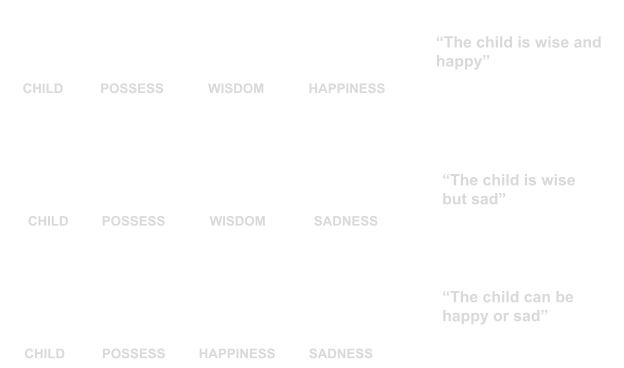 “The child is wise and
happy”
CHILD POSSESS WISDOM HAPPINESS
“The child is wise
but sad”
CHILD POSSESS WISDOM SADNESS
“The child can be
happy or sad”
CHILD POSSESS HAPPINESS SADNESS